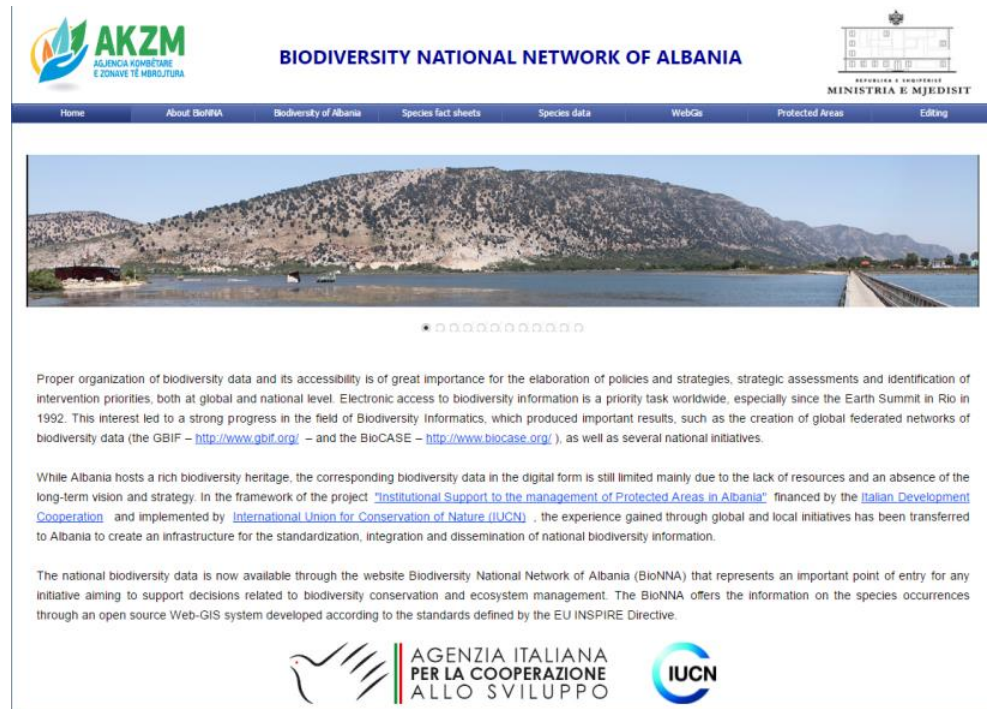 AKZM
AGJENCIA KOMBËTARE
E ZONAVE TË MBROJTURA
BIODIVERSITY NATIONAL NETWORK OF ALBANIA
REPUBLIKA E SHQIPËRISË
MINISTRIA E MJEDISIT
Home About BioNNA Biodiversity of Albania Species fact sheets Species data WebGis Protected Areas Editing
Proper organization of biodiversity data and its accessibility is of great importance for the elaboration of policies and strategies, strategic assessments and identification of
intervention priorities, both at global and national level. Electronic access to biodiversity information is a priority task worldwide, especially since the Earth Summit in Rio in
1992. This interest led to a strong progress in the field of Biodiversity Informatics, which produced important results, such as the creation of global federated networks of
biodiversity data (the GBIF – http://www.gbif.org/ – and the BioCASE – http://www.biocase.org/ ), as well as several national initiatives.
While Albania hosts a rich biodiversity heritage, the corresponding biodiversity data in the digital form is still limited mainly due to the lack of resources and an absence of the
long-term vision and strategy. In the framework of the project "Institutional Support to the management of Protected Areas in Albania" financed by the Italian Development
Cooperation and implemented by International Union for Conservation of Nature (IUCN) , the experience gained through global and local initiatives has been transferred
to Albania to create an infrastructure for the standardization, integration and dissemination of national biodiversity information.
The national biodiversity data is now available through the website Biodiversity National Network of Albania (BioNNA) that represents an important point of entry for any
initiative aiming to support decisions related to biodiversity conservation and ecosystem management. The BioNNA offers the information on the species occurrences
through an open source Web-GIS system developed according to the standards defined by the EU INSPIRE Directive.
AGENZIA ITALIANA
PER LA COOPERAZIONE
ALLO SVILUPPO
IUCN